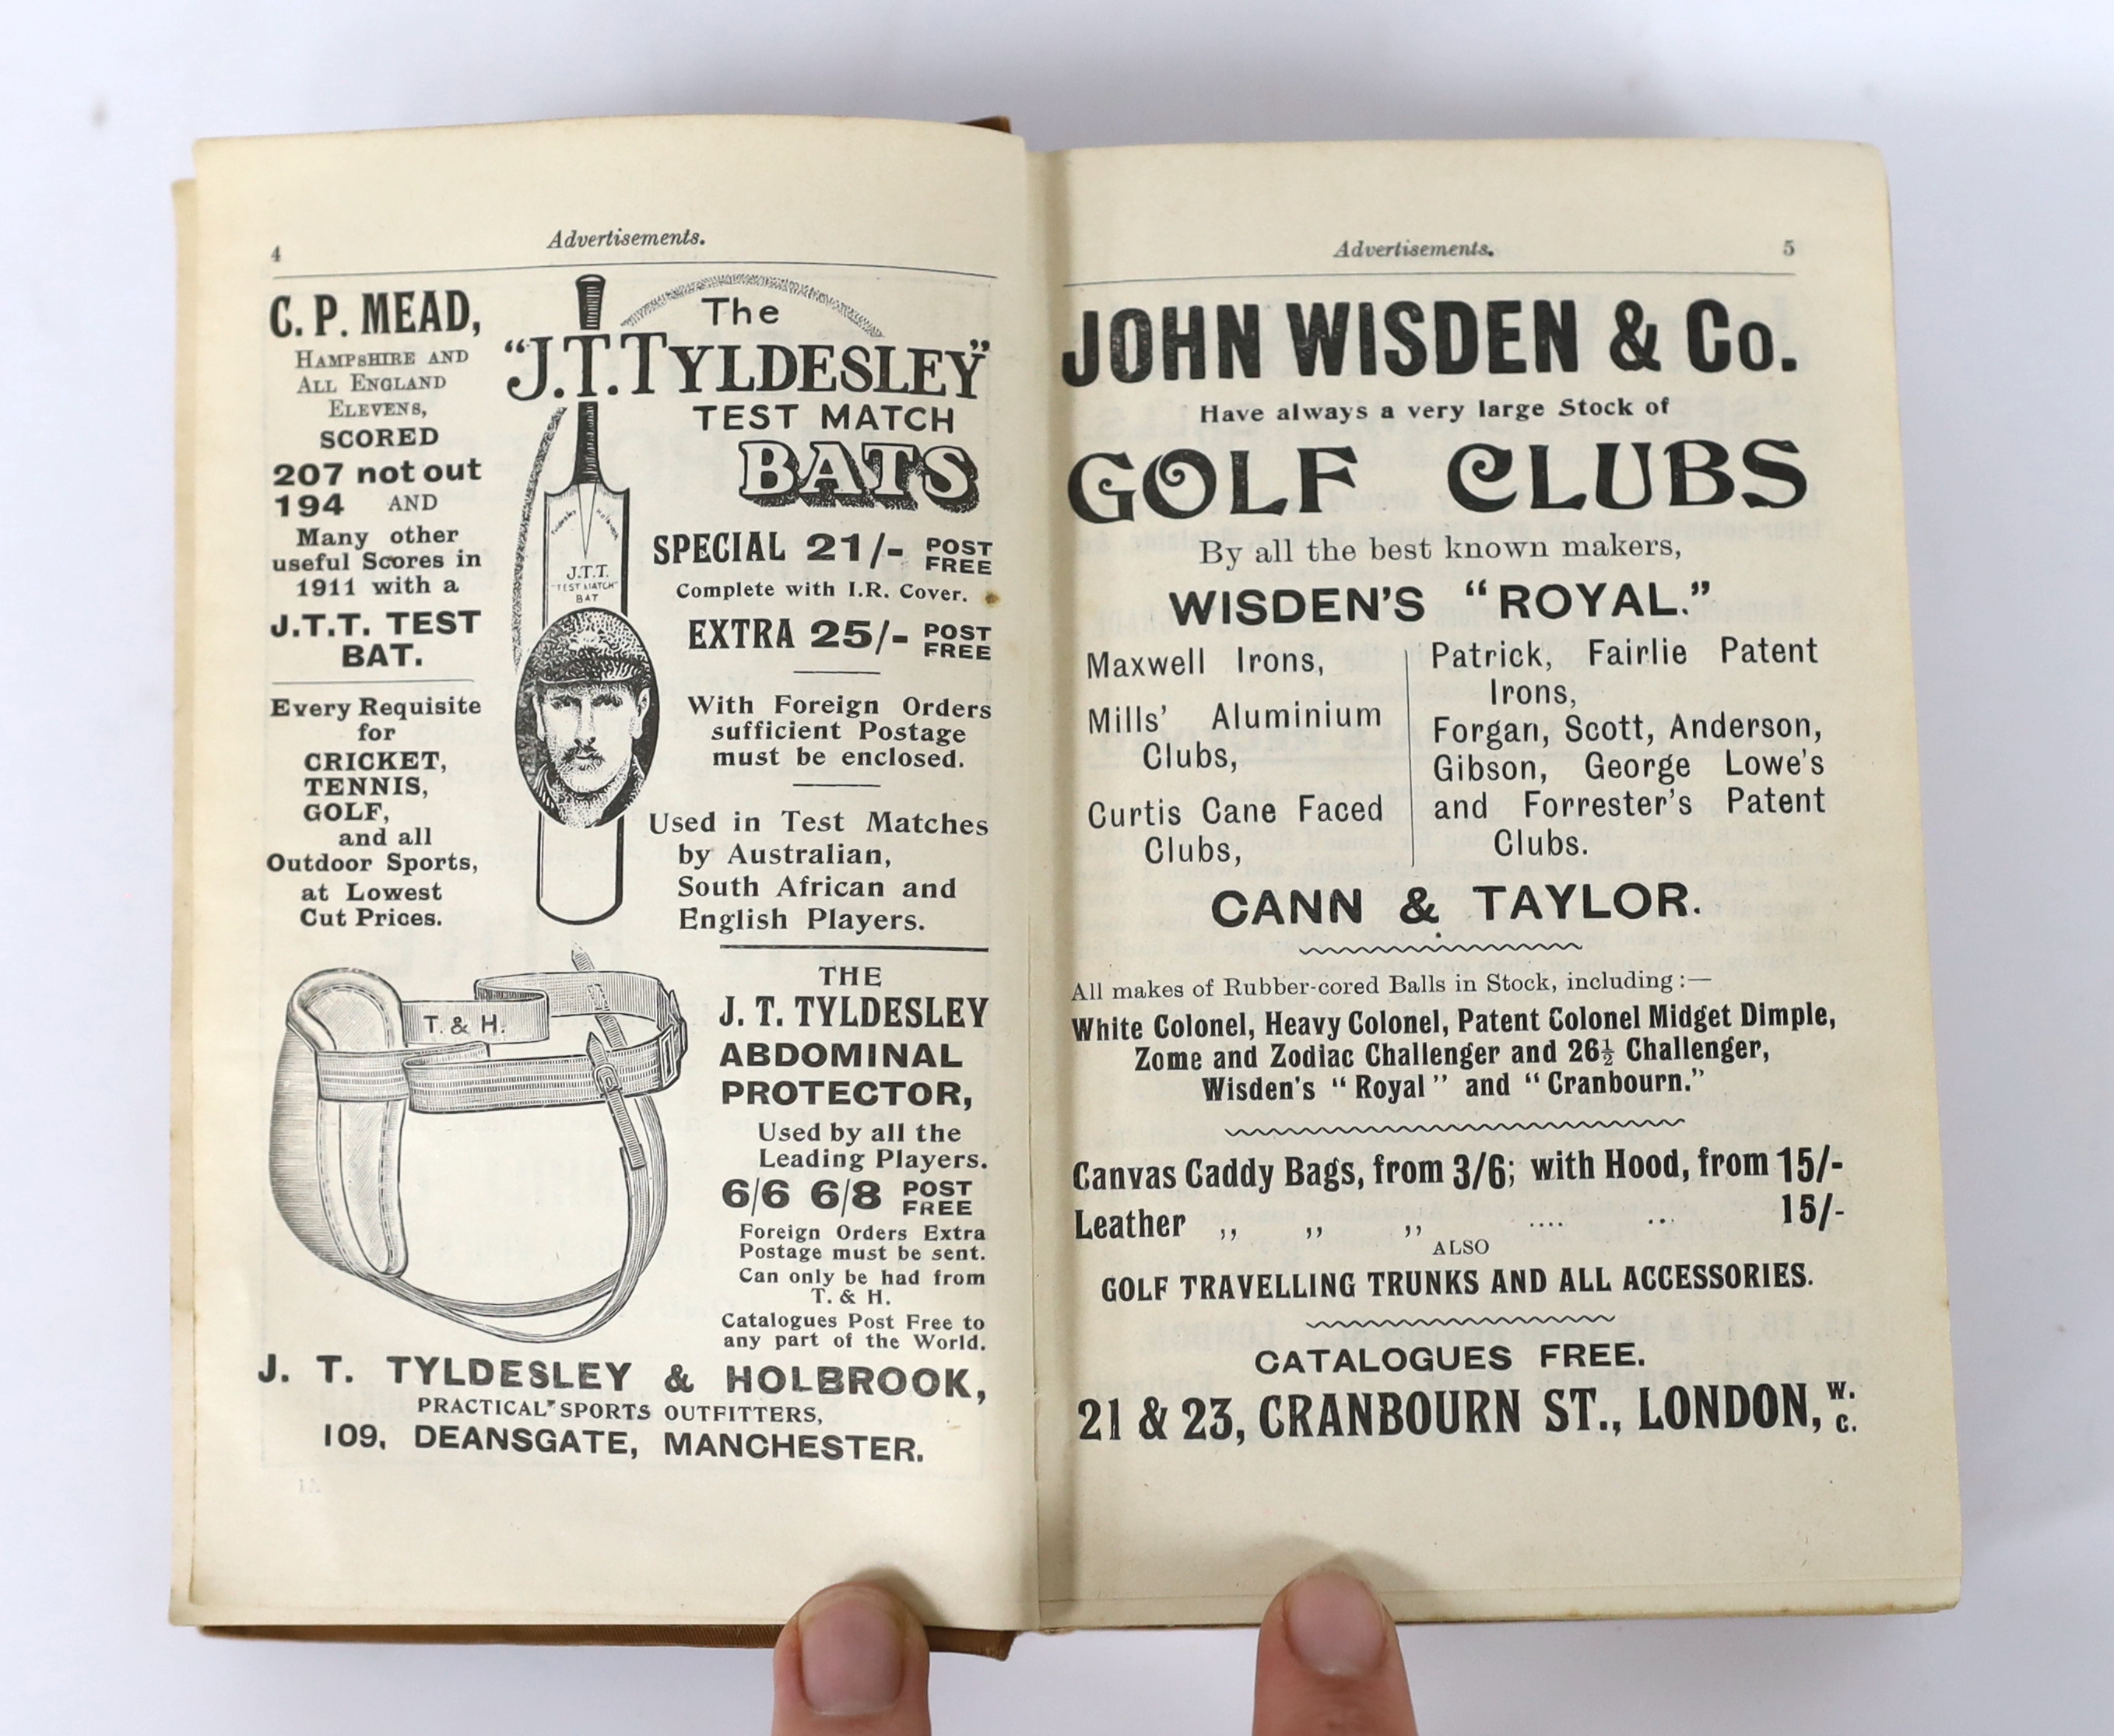 4
Advertisements.
C. P. MEAD,
HAMPSHIRE AND
ALL ENGLAND
ELEVENS,
SCORED
207 not out
194 AND
Many other
useful Scores in
1911 with a
J.T.T. TEST
BAT.
Every Requisite
for
CRICKET,
TENNIS,
GOLF,
and all
Outdoor Sports,
at Lowest
Cut Prices.
The
"J.T.TYLDESLEY"
TEST MATCH
BATS
J.T.T.
"TEST MATCH"
BAT
SPECIAL 21/- POST FREE
Complete with I.R. Cover.
EXTRA 25/- POST FREE
With Foreign Orders
sufficient Postage
must be enclosed.
Used in Test Matches
by Australian,
South African and
English Players.
T. & H.
THE
J. T. TYLDESLEY
ABDOMINAL
PROTECTOR,
Used by all the
Leading Players.
6/6 6/8 POST FREE
Foreign Orders Extra
Postage must be sent.
Can only be had from
T. & H.
Catalogues Post Free to
any part of the World.
J. T. TYLDESLEY & HOLBROOK,
PRACTICAL SPORTS OUTFITTERS,
109, DEANSGATE, MANCHESTER.
Advertisements.
5
JOHN WISDEN & Co.
Have always a very large Stock of
GOLF CLUBS
By all the best known makers,
WISDEN'S "ROYAL."
Maxwell Irons,
Mills' Aluminium
Clubs,
Curtis Cane Faced
Clubs,
Patrick, Fairlie Patent
Irons,
Forgan, Scott, Anderson,
Gibson, George Lowe's
and Forrester's Patent
Clubs.
CANN & TAYLOR.
All makes of Rubber-cored Balls in Stock, including :—
White Colonel, Heavy Colonel, Patent Colonel Midget Dimple,
Zome and Zodiac Challenger and 26½ Challenger,
Wisden's "Royal" and "Cranbourn."
Canvas Caddy Bags, from 3/6; with Hood, from 15/-
Leather ,, ,, ,, .... .. 15/-
ALSO
GOLF TRAVELLING TRUNKS AND ALL ACCESSORIES.
CATALOGUES FREE.
21 & 23, CRANBOURN ST., LONDON, W.C.